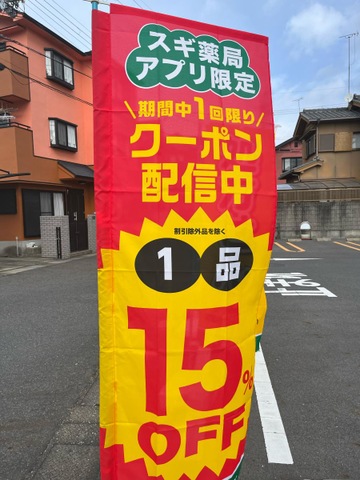 スギ薬局
アプリ限定
期間中1回限り
クーポン
配信中
割引除外品を除く
1品
15%
OFF